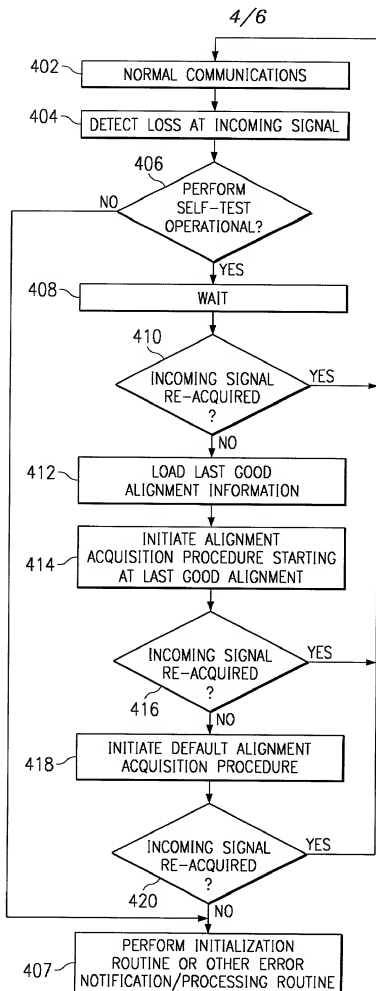 4/6
402
NORMAL COMMUNICATIONS
404
DETECT LOSS AT INCOMING SIGNAL
406
PERFORM
SELF-TEST
OPERATIONAL?
NO
YES
408
WAIT
410
INCOMING SIGNAL
RE-ACQUIRED
?
YES
NO
412
LOAD LAST GOOD
ALIGNMENT INFORMATION
414
INITIATE ALIGNMENT
ACQUISITION PROCEDURE STARTING
AT LAST GOOD ALIGNMENT
INCOMING SIGNAL
RE-ACQUIRED
?
YES
416
NO
418
INITIATE DEFAULT ALIGNMENT
ACQUISITION PROCEDURE
INCOMING SIGNAL
RE-ACQUIRED
?
YES
420
NO
407
PERFORM INITIALIZATION
ROUTINE OR OTHER ERROR
NOTIFICATION/PROCESSING ROUTINE